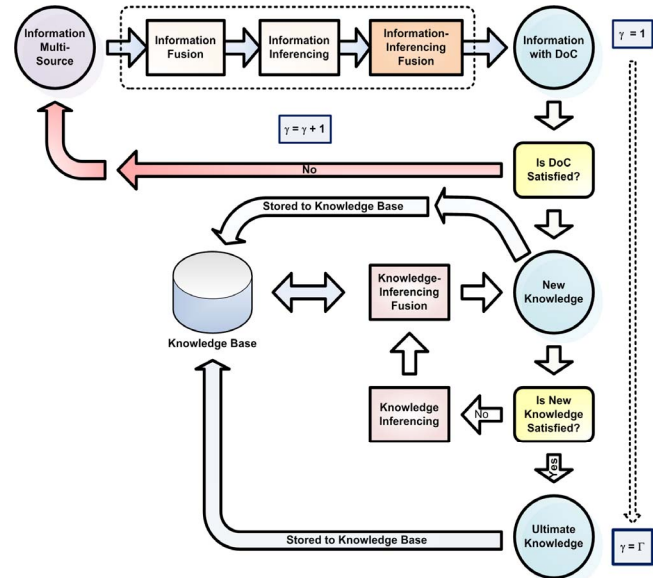 Information
Multi-
Source
Information
Fusion
Information
Inferencing
Information-
Inferencing
Fusion
Information
with DoC
γ = 1
γ = γ + 1
No
Is DoC
Satisfied?
Stored to Knowledge Base
Knowledge Base
Knowledge-
Inferencing
Fusion
New
Knowledge
Knowledge
Inferencing
No
Is New
Knowledge
Satisfied?
Yes
Stored to Knowledge Base
Ultimate
Knowledge
γ = Γ